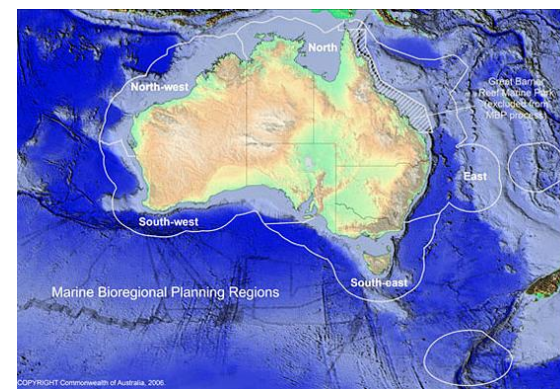 North
North-west
Great Barrier
Reef Marine Park
(excluded from
MBP process)
East
South-west
South-east
Marine Bioregional Planning Regions
COPYRIGHT Commonwealth of Australia, 2006.